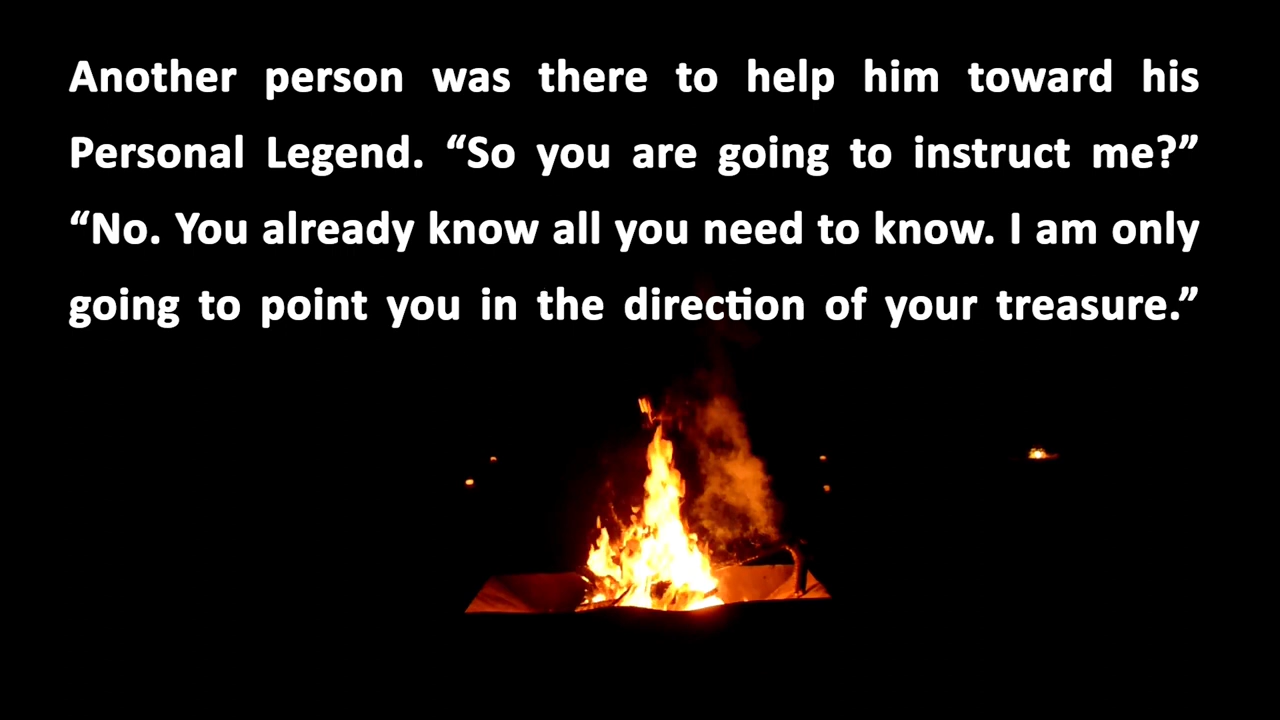 Another person was there to help him toward his
Personal Legend. “So you are going to instruct me?”
“No. You already know all you need to know. I am only
going to point you in the direction of your treasure.”